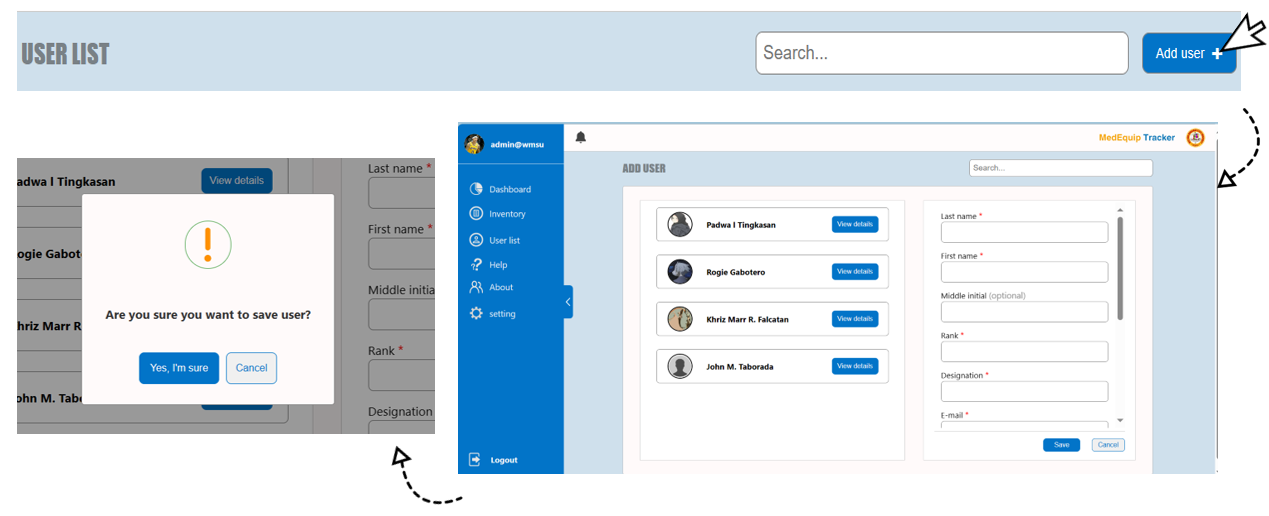 USER LIST
Search...
Add user +
admin@wmsu
MedEquip Tracker
ADD USER
Search...
Dashboard
Inventory
User list
Help
About
setting
Logout
Padwa I Tingkasan
View details
Rogie Gabotero
View details
Khriz Marr R. Falcatan
View details
John M. Taborada
View details
Last name *
First name *
Middle initial (optional)
Rank *
Designation *
E-mail *
Save
Cancel
adwa I Tingkasan
View details
ogie Gabot
hriz Marr R
ohn M. Tab
Last name *
First name *
Middle initia
Rank *
Designation
Are you sure you want to save user?
Yes, I'm sure
Cancel